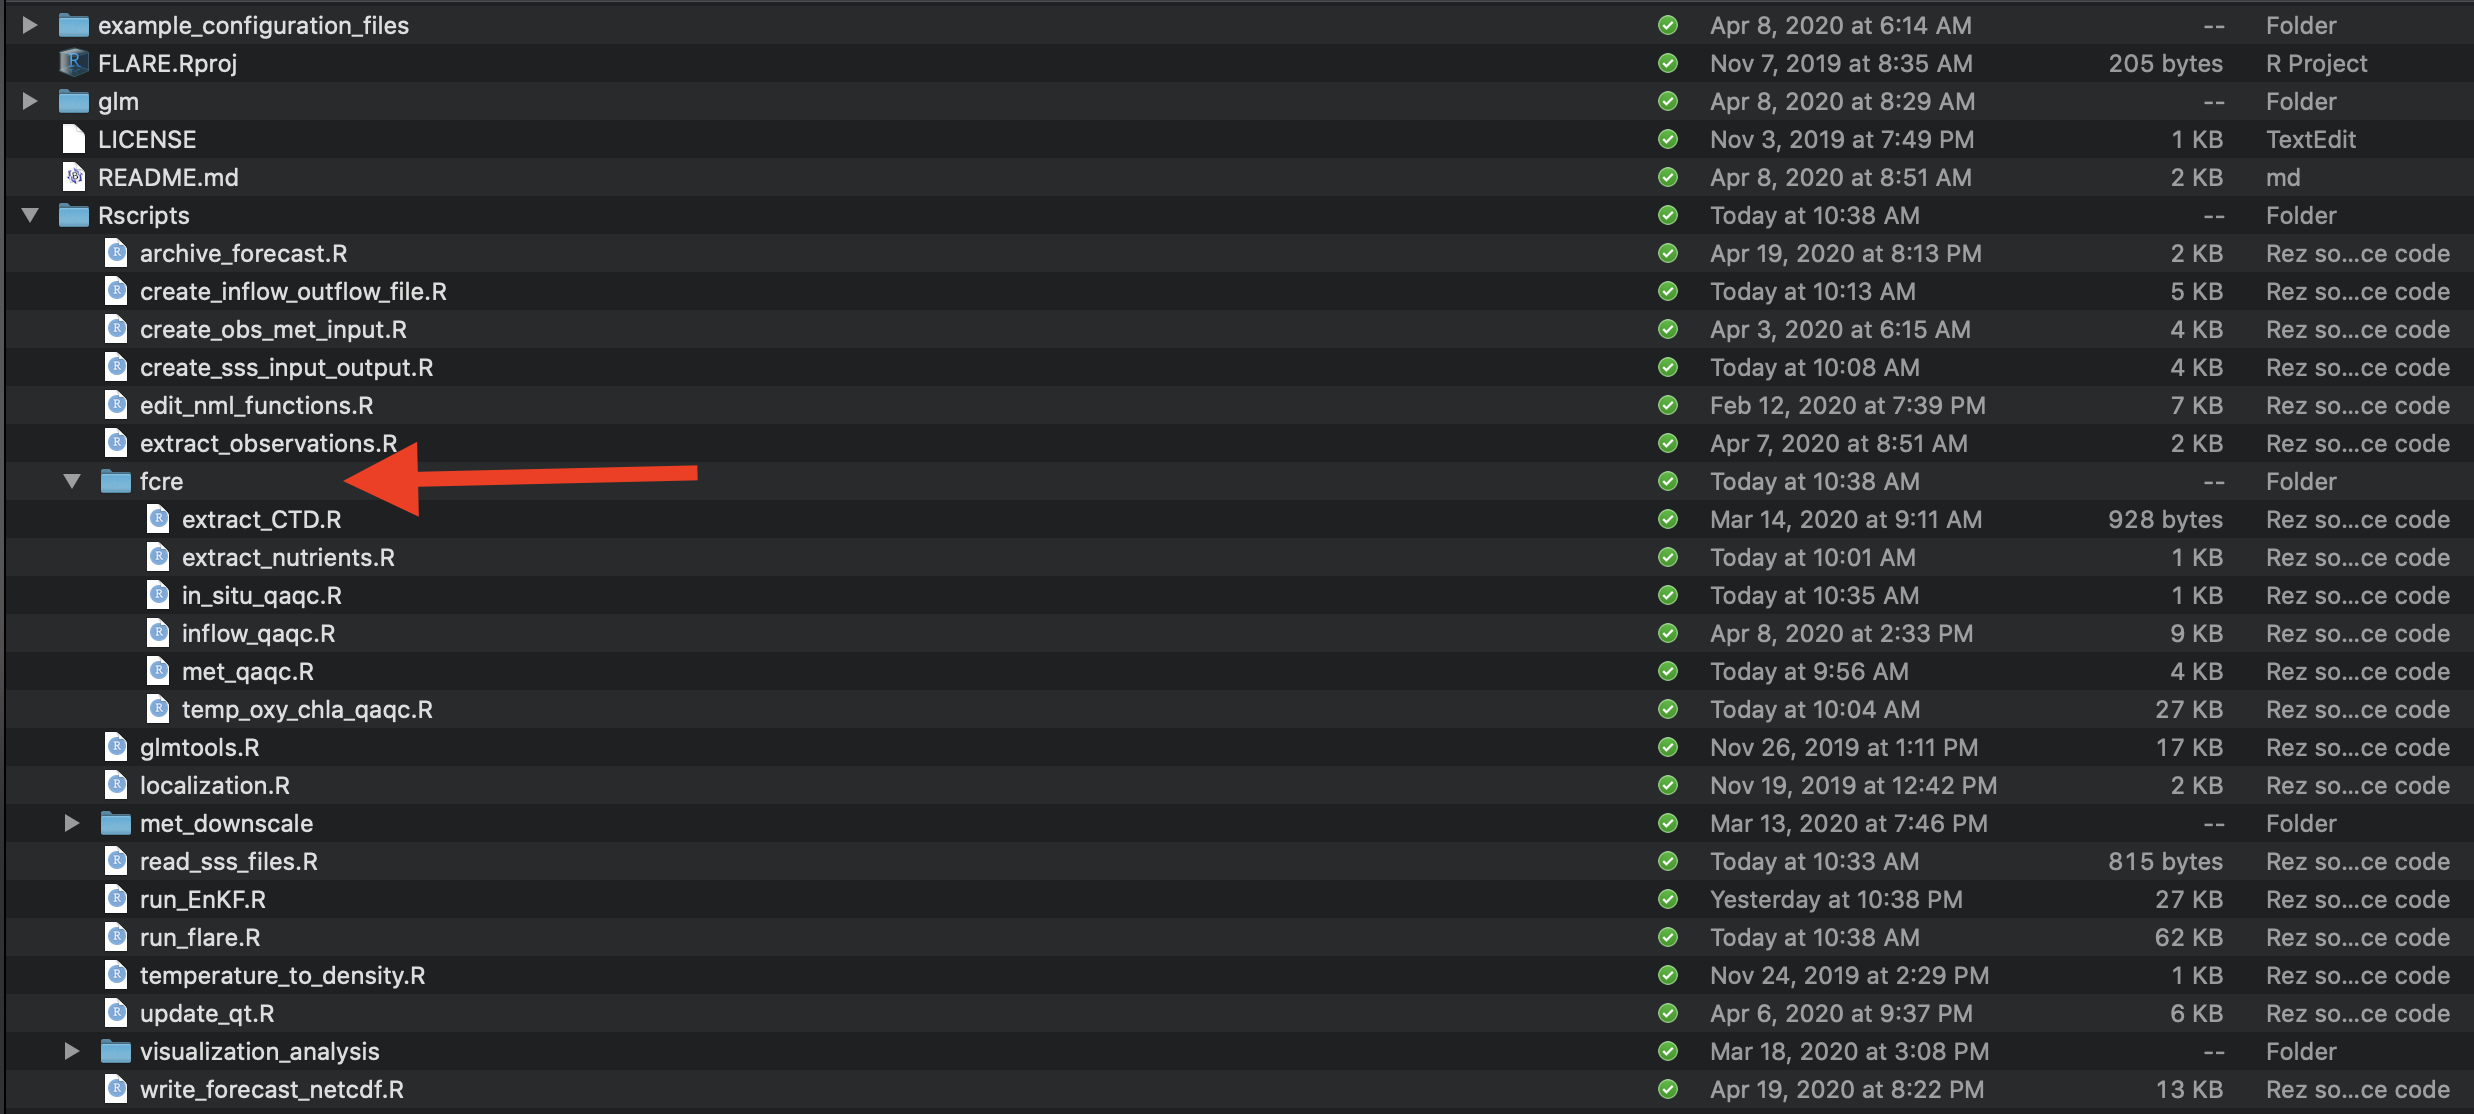 example_configuration_files Apr 8, 2020 at 6:14 AM -- Folder
FLARE.Rproj Nov 7, 2019 at 8:35 AM 205 bytes R Project
glm Apr 8, 2020 at 8:29 AM -- Folder
LICENSE Nov 3, 2019 at 7:49 PM 1 KB TextEdit
README.md Apr 8, 2020 at 8:51 AM 2 KB md
Rscripts Today at 10:38 AM -- Folder
archive_forecast.R Apr 19, 2020 at 8:13 PM 2 KB Rez so...ce code
create_inflow_outflow_file.R Today at 10:13 AM 5 KB Rez so...ce code
create_obs_met_input.R Apr 3, 2020 at 6:15 AM 4 KB Rez so...ce code
create_sss_input_output.R Today at 10:08 AM 4 KB Rez so...ce code
edit_nml_functions.R Feb 12, 2020 at 7:39 PM 7 KB Rez so...ce code
extract_observations.R Apr 7, 2020 at 8:51 AM 2 KB Rez so...ce code
fcre Today at 10:38 AM -- Folder
extract_CTD.R Mar 14, 2020 at 9:11 AM 928 bytes Rez so...ce code
extract_nutrients.R Today at 10:01 AM 1 KB Rez so...ce code
in_situ_qaqc.R Today at 10:35 AM 1 KB Rez so...ce code
inflow_qaqc.R Apr 8, 2020 at 2:33 PM 9 KB Rez so...ce code
met_qaqc.R Today at 9:56 AM 4 KB Rez so...ce code
temp_oxy_chla_qaqc.R Today at 10:04 AM 27 KB Rez so...ce code
glmtools.R Nov 26, 2019 at 1:11 PM 17 KB Rez so...ce code
localization.R Nov 19, 2019 at 12:42 PM 2 KB Rez so...ce code
met_downscale Mar 13, 2020 at 7:46 PM -- Folder
read_sss_files.R Today at 10:33 AM 815 bytes Rez so...ce code
run_EnKF.R Yesterday at 10:38 PM 27 KB Rez so...ce code
run_flare.R Today at 10:38 AM 62 KB Rez so...ce code
temperature_to_density.R Nov 24, 2019 at 2:29 PM 1 KB Rez so...ce code
update_qt.R Apr 6, 2020 at 9:37 PM 6 KB Rez so...ce code
visualization_analysis Mar 18, 2020 at 3:08 PM -- Folder
write_forecast_netcdf.R Apr 19, 2020 at 8:22 PM 13 KB Rez so...ce code